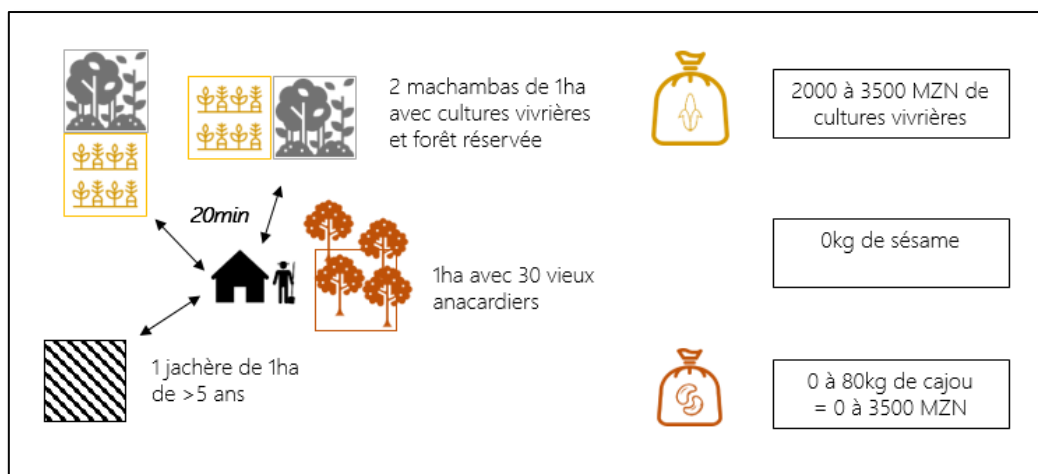 2 machambas de 1ha
avec cultures vivrières
et forêt réservée
20min
1ha avec 30 vieux
anacardiers
1 jachère de 1ha
de >5 ans
2000 à 3500 MZN de
cultures vivrières
0kg de sésame
0 à 80kg de cajou
= 0 à 3500 MZN